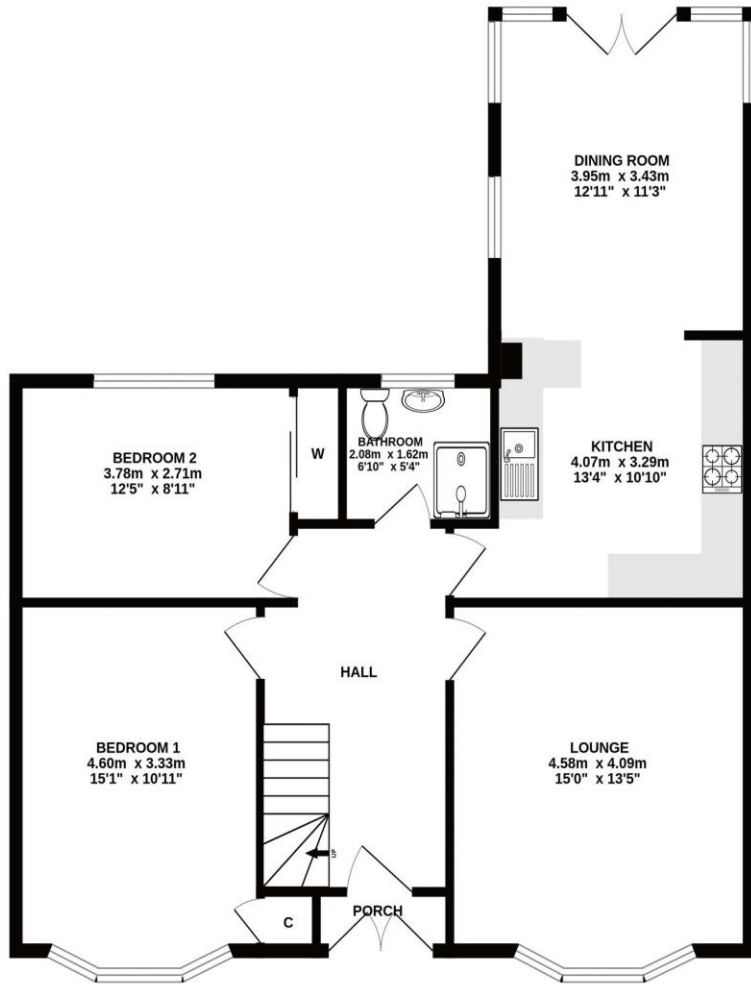 DINING ROOM
3.95m x 3.43m
12'11" x 11'3"
BEDROOM 2
3.78m x 2.71m
12'5" x 8'11"
W
BATHROOM
2.08m x 1.62m
6'10" x 5'4"
KITCHEN
4.07m x 3.29m
13'4" x 10'10"
HALL
BEDROOM 1
4.60m x 3.33m
15'1" x 10'11"
LOUNGE
4.58m x 4.09m
15'0" x 13'5"
UP
PORCH
C